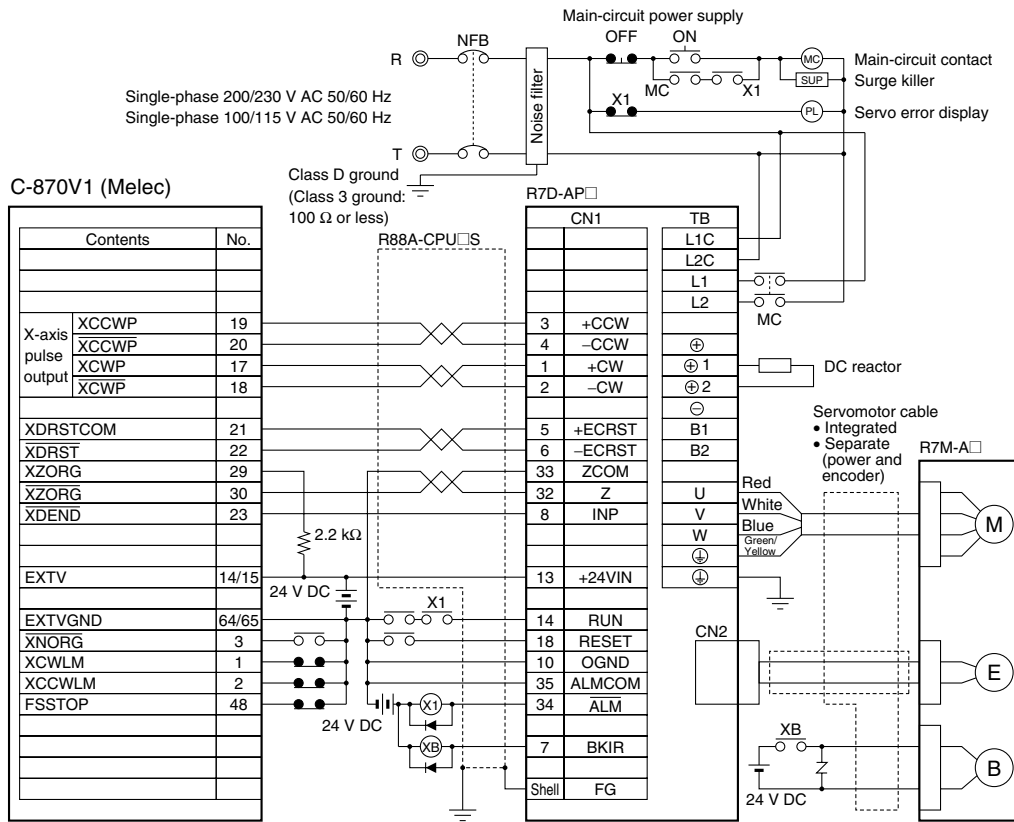 Main-circuit power supply
OFF ON
NFB
R
MC
Main-circuit contact
SUP
Surge killer
MC X1
X1
PL
Servo error display
Single-phase 200/230 V AC 50/60 Hz
Single-phase 100/115 V AC 50/60 Hz
Noise filter
T
Class D ground
(Class 3 ground:
100 Ω or less)
C-870V1 (Melec)
R7D-AP□
R88A-CPU□S
CN1 TB
Contents No.
L1C
L2C
L1
L2
MC
X-axis
pulse
output
XCCWP 19 3 +CCW
XCCWP 20 4 −CCW ⊕
XCWP 17 1 +CW ⊕ 1
DC reactor
XCWP 18 2 −CW ⊕ 2
⊖
XDRSTCOM 21 5 +ECRST B1
XDRST 22 6 −ECRST B2
XZORG 29 33 ZCOM
XZORG 30 32 Z U
XDEND 23 8 INP V
W
Servomotor cable
• Integrated
• Separate
(power and
encoder)
R7M-A□
Red
White
Blue
Green/
Yellow
M
2.2 kΩ
EXTV 14/15 13 +24VIN
24 V DC
X1
EXTVGND 64/65 14 RUN
XNORG 3 18 RESET
XCWLM 1 10 OGND
XCCWLM 2 35 ALMCOM
FSSTOP 48 34 ALM
CN2
E
X1
24 V DC
XB
7 BKIR
XB
B
24 V DC
Shell FG